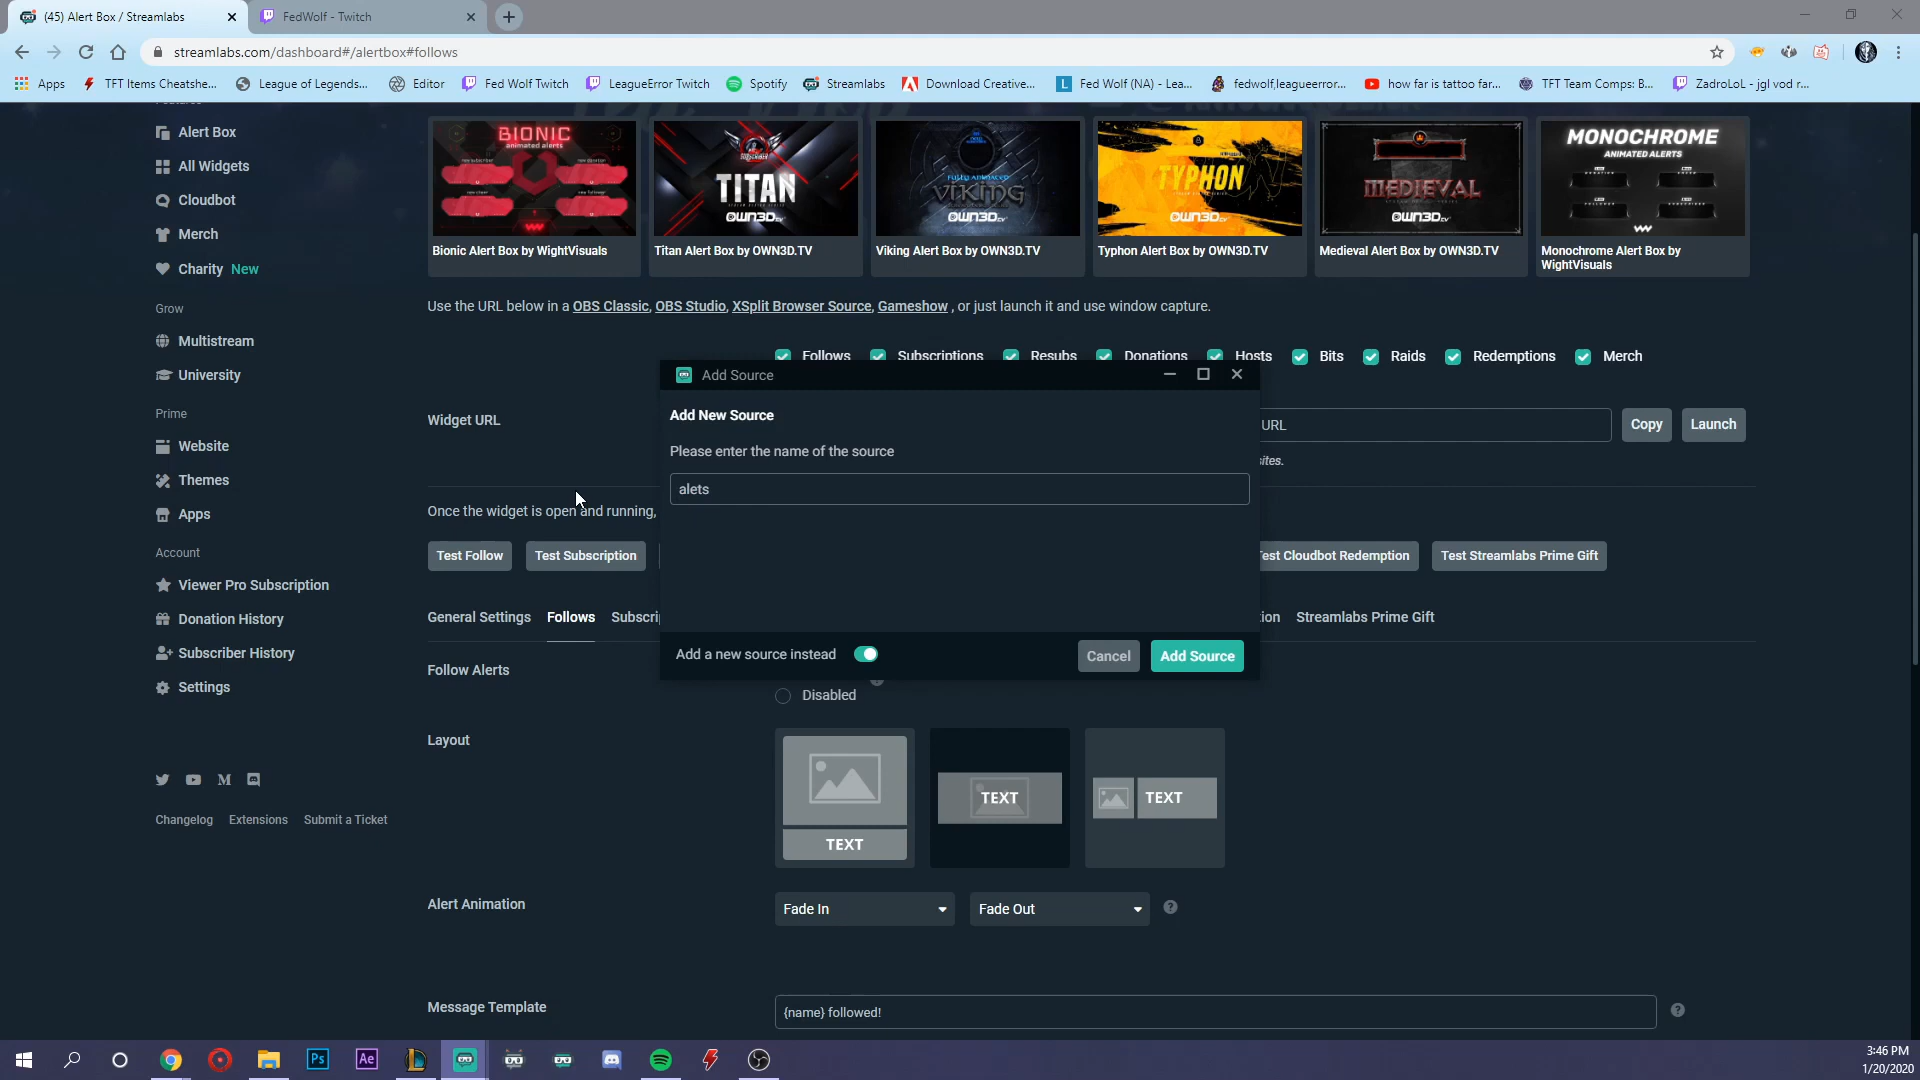 (45) Alert Box / Streamlabs
FedWolf - Twitch
streamlabs.com/dashboard#/alertbox#follows
Apps
TFT Items Cheatshe...
League of Legends...
Editor
Fed Wolf Twitch
LeagueError Twitch
Spotify
Streamlabs
Download Creative...
Fed Wolf (NA) - Lea...
fedwolf,leagueerror...
how far is tattoo far...
TFT Team Comps: B...
ZadroLoL - jgl vod r...
Features
Alert Box
All Widgets
Cloudbot
Merch
Charity New
Grow
Multistream
University
Prime
Website
Themes
Apps
Account
Viewer Pro Subscription
Donation History
Subscriber History
Settings
Changelog
Extensions
Submit a Ticket
BIONIC
animated alerts
TITAN
OWN3D.TV
FULLY ANIMATED
VIKING
OWN3D.TV
TYPHON
OWN3D.TV
MEDIEVAL
OWN3D.TV
MONOCHROME
ANIMATED ALERTS
Bionic Alert Box by WightVisuals
Titan Alert Box by OWN3D.TV
Viking Alert Box by OWN3D.TV
Typhon Alert Box by OWN3D.TV
Medieval Alert Box by OWN3D.TV
Monochrome Alert Box by
WightVisuals
Use the URL below in a OBS Classic, OBS Studio, XSplit Browser Source, Gameshow , or just launch it and use window capture.
Follows
Subscriptions
Resubs
Donations
Hosts
Bits
Raids
Redemptions
Merch
Widget URL
URL
Copy
Launch
ites.
Add Source
Add New Source
Please enter the name of the source
alets
Add a new source instead
Cancel
Add Source
Once the widget is open and running,
Test Follow
Test Subscription
est Cloudbot Redemption
Test Streamlabs Prime Gift
General Settings
Follows
Subscri
ion
Streamlabs Prime Gift
Follow Alerts
Disabled
Layout
TEXT
TEXT
TEXT
Alert Animation
Fade In
Fade Out
Message Template
{name} followed!
Ps
Ae
3:46 PM
1/20/2020